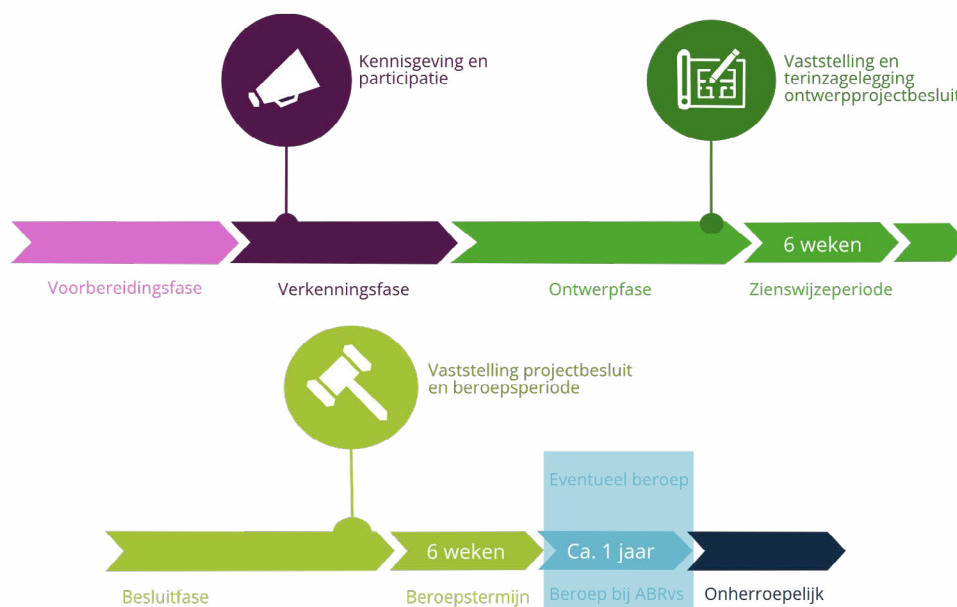 Kennisgeving en
participatie
Vaststelling en
terinzagelegging
ontwerpprojectbesluit
6 weken
Voorbereidingsfase
Verkenningsfase
Ontwerpfase
Zienswijzeperiode
Vaststelling projectbesluit
en beroepsperiode
Eventueel beroep
6 weken
Ca. 1 jaar
Besluitfase
Beroepstermijn
Beroep bij ABRvs
Onherroepelijk